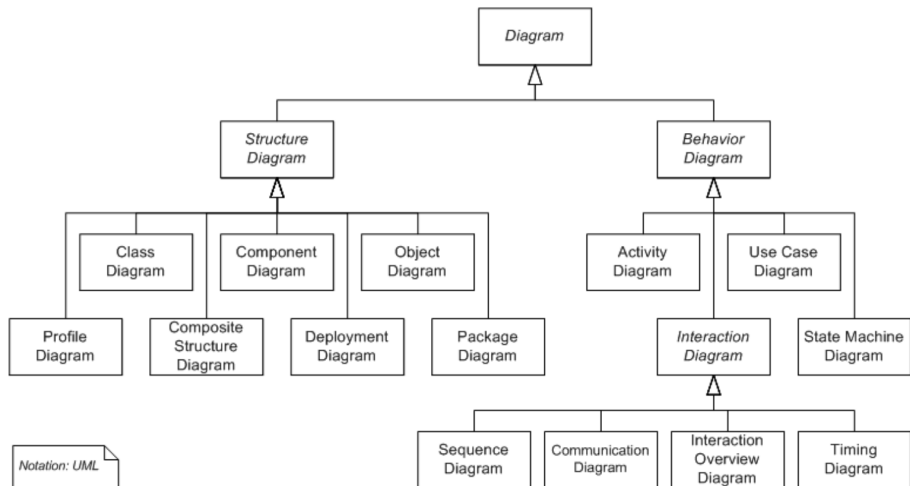 Diagram
Structure
Diagram
Behavior
Diagram
Class
Diagram
Component
Diagram
Object
Diagram
Activity
Diagram
Use Case
Diagram
Profile
Diagram
Composite
Structure
Diagram
Deployment
Diagram
Package
Diagram
Interaction
Diagram
State Machine
Diagram
Sequence
Diagram
Communication
Diagram
Interaction
Overview
Diagram
Timing
Diagram
Notation: UML